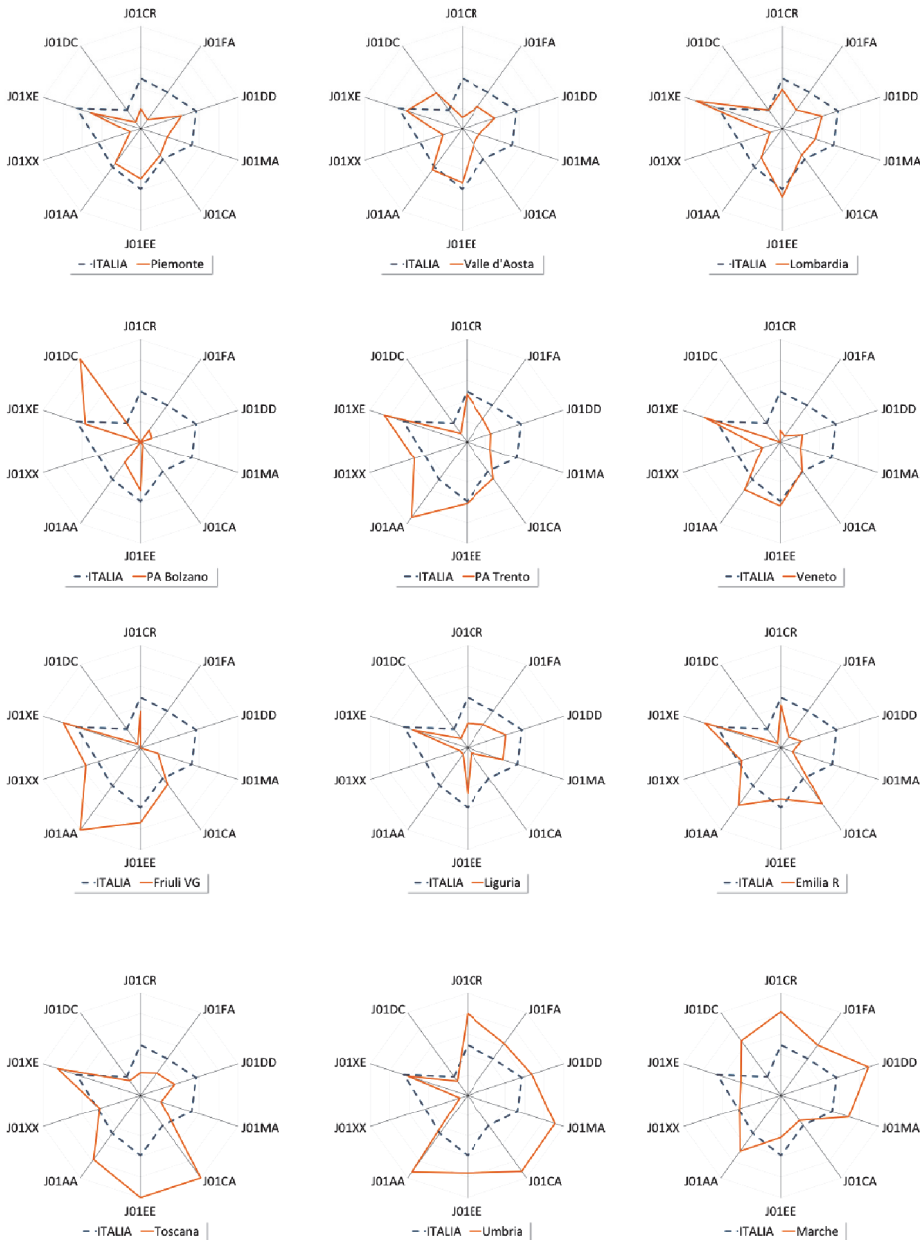 J01CR J01CR J01CR
J01DC J01FA J01DC J01FA J01DC J01FA
J01XE J01DD J01XE J01DD J01XE J01DD
J01XX J01MA J01XX J01MA J01XX J01MA
J01AA J01CA J01AA J01CA J01AA J01CA
J01EE J01EE J01EE
ITALIA Piemonte ITALIA Valle d'Aosta ITALIA Lombardia
J01CR J01CR J01CR
J01DC J01FA J01DC J01FA J01DC J01FA
J01XE J01DD J01XE J01DD J01XE J01DD
J01XX J01MA J01XX J01MA J01XX J01MA
J01AA J01CA J01AA J01CA J01AA J01CA
J01EE J01EE J01EE
ITALIA PA Bolzano ITALIA PA Trento ITALIA Veneto
J01CR J01CR J01CR
J01DC J01FA J01DC J01FA J01DC J01FA
J01XE J01DD J01XE J01DD J01XE J01DD
J01XX J01MA J01XX J01MA J01XX J01MA
J01AA J01CA J01AA J01CA J01AA J01CA
J01EE J01EE J01EE
ITALIA Friuli VG ITALIA Liguria ITALIA Emilia R
J01CR J01CR J01CR
J01DC J01FA J01DC J01FA J01DC J01FA
J01XE J01DD J01XE J01DD J01XE J01DD
J01XX J01MA J01XX J01MA J01XX J01MA
J01AA J01CA J01AA J01CA J01AA J01CA
J01EE J01EE J01EE
ITALIA Toscana ITALIA Umbria ITALIA Marche